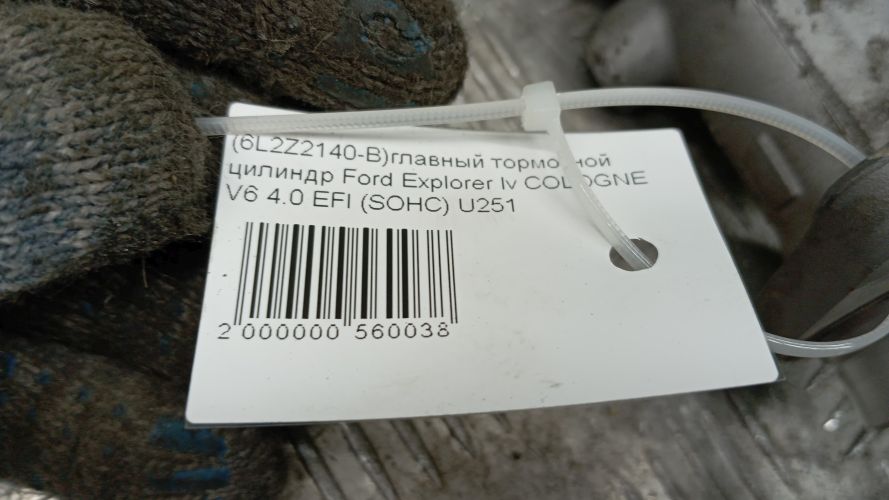 (6L2Z2140-B)главный тормозной
цилиндр Ford Explorer Iv COLOGNE
V6 4.0 EFI (SOHC) U251
2 000000 560038